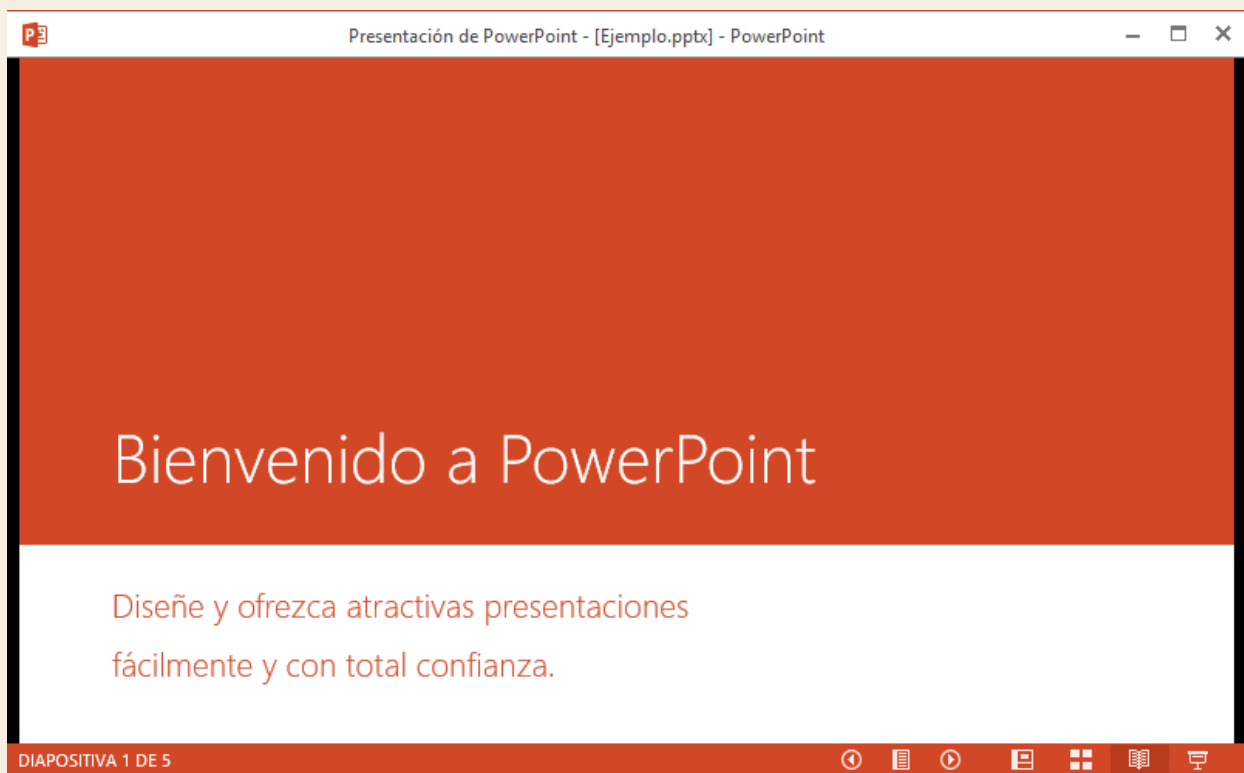 Presentación de PowerPoint - [Ejemplo.pptx] - PowerPoint
Bienvenido a PowerPoint
Diseñe y ofrezca atractivas presentaciones
fácilmente y con total confianza.
DIAPOSITIVA 1 DE 5